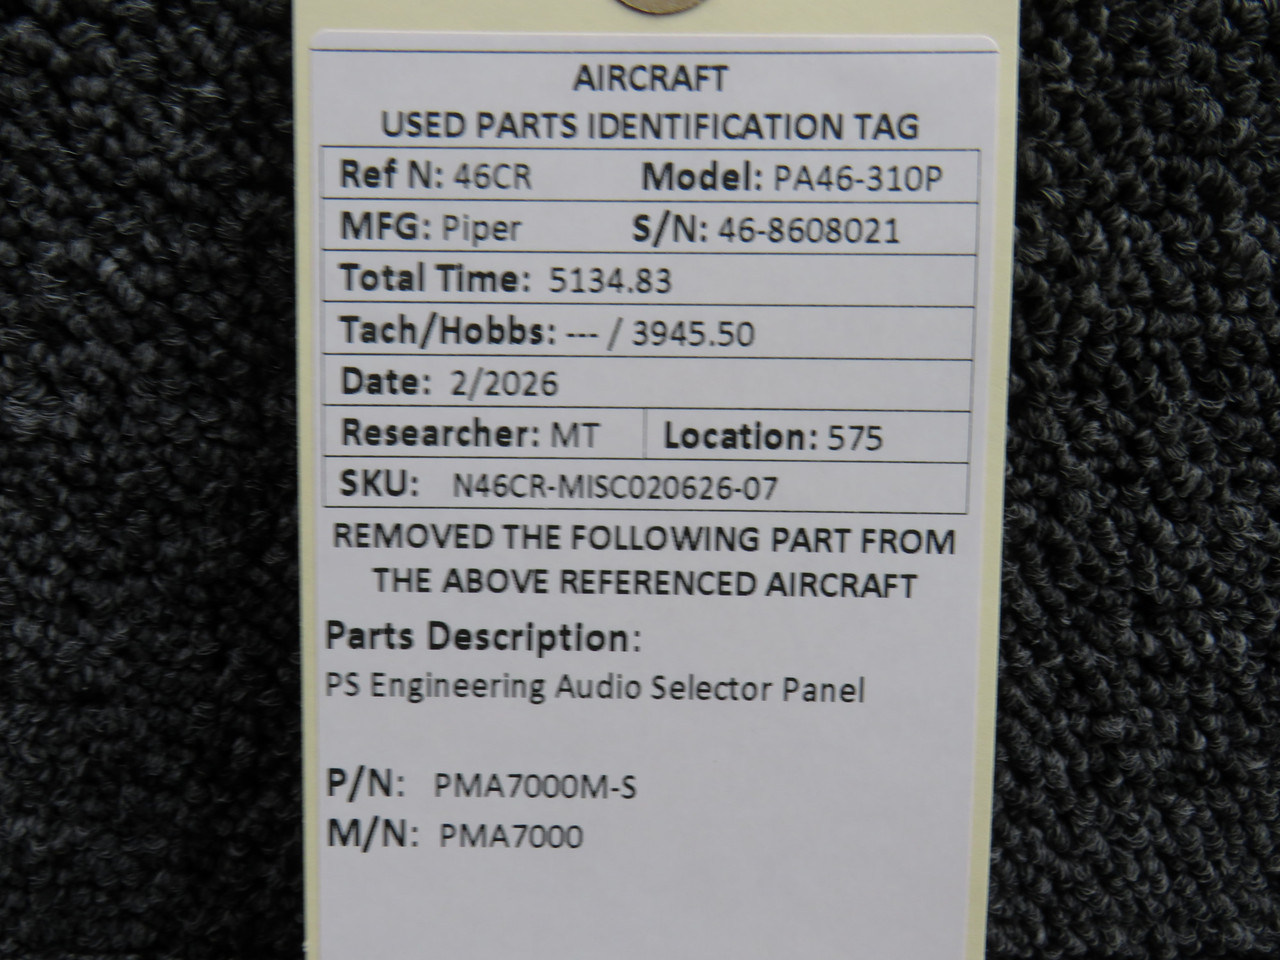 AIRCRAFT
USED PARTS IDENTIFICATION TAG
Ref N: 46CR Model: PA46-310P
MFG: Piper S/N: 46-8608021
Total Time: 5134.83
Tach/Hobbs: --- / 3945.50
Date: 2/2026
Researcher: MT Location: 575
SKU: N46CR-MISC020626-07
REMOVED THE FOLLOWING PART FROM
THE ABOVE REFERENCED AIRCRAFT
Parts Description:
PS Engineering Audio Selector Panel
P/N: PMA7000M-S
M/N: PMA7000